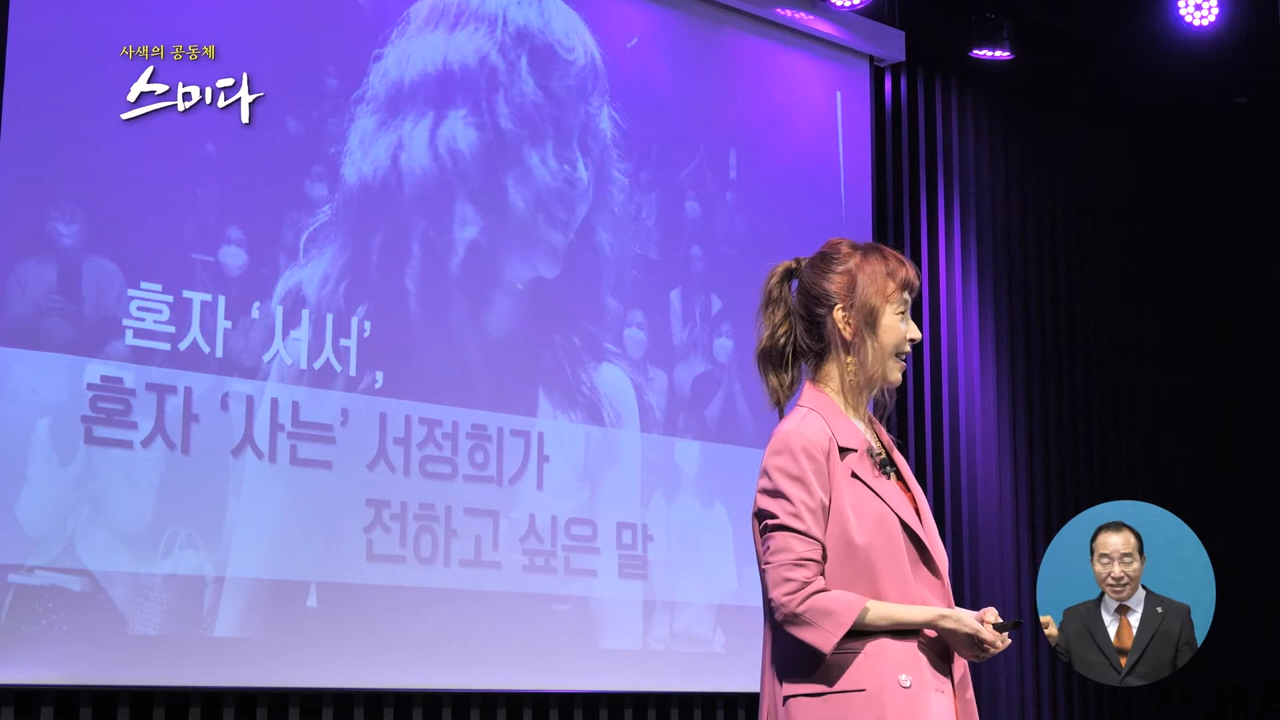 사색의 공동체
스미다
혼자 ‘서서’,
혼자 ‘사는’ 서정희가
전하고 싶은 말